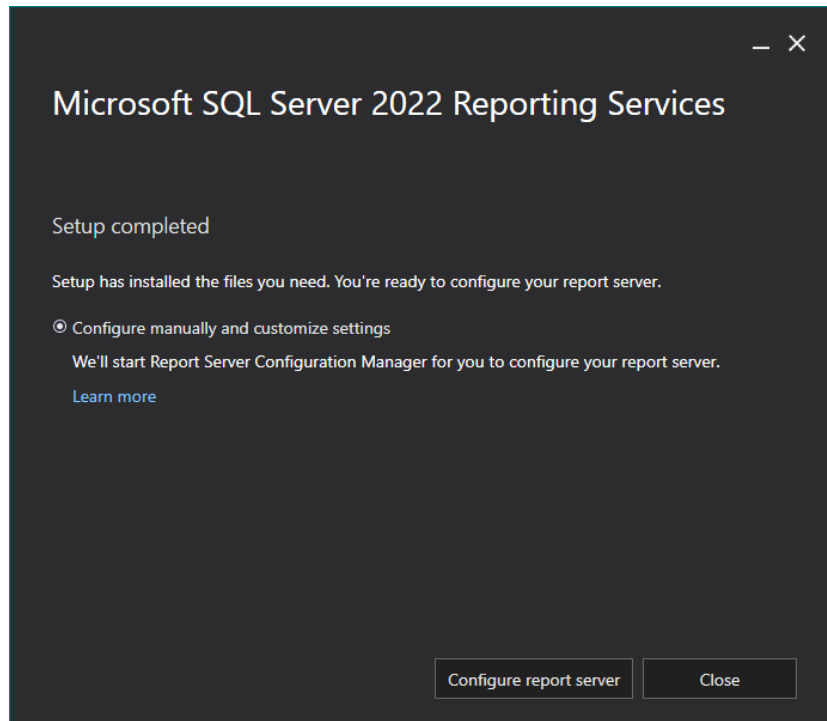 Microsoft SQL Server 2022 Reporting Services
Setup completed
Setup has installed the files you need. You're ready to configure your report server.
Configure manually and customize settings
We'll start Report Server Configuration Manager for you to configure your report server.
Learn more
Configure report server
Close